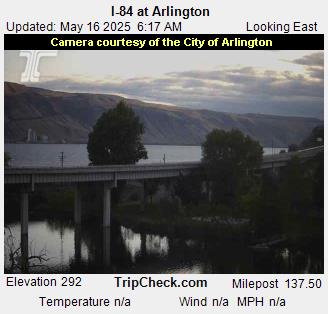 I-84 at Arlington
Updated: May 16 2025 6:17 AM Looking East
Camera courtesy of the City of Arlington
Elevation 292 TripCheck.com Milepost 137.50
Temperature n/a Wind n/a MPH n/a